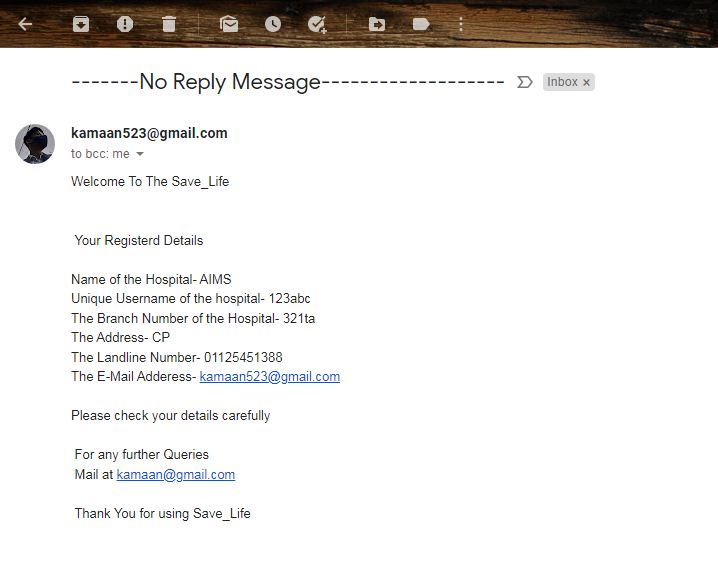 -------No Reply Message-------------------
Inbox ×
kamaan523@gmail.com
to bcc: me
Welcome To The Save_Life
Your Registerd Details
Name of the Hospital- AIMS
Unique Username of the hospital- 123abc
The Branch Number of the Hospital- 321ta
The Address- CP
The Landline Number- 01125451388
The E-Mail Adderess- kamaan523@gmail.com
Please check your details carefully
For any further Queries
Mail at kamaan@gmail.com
Thank You for using Save_Life